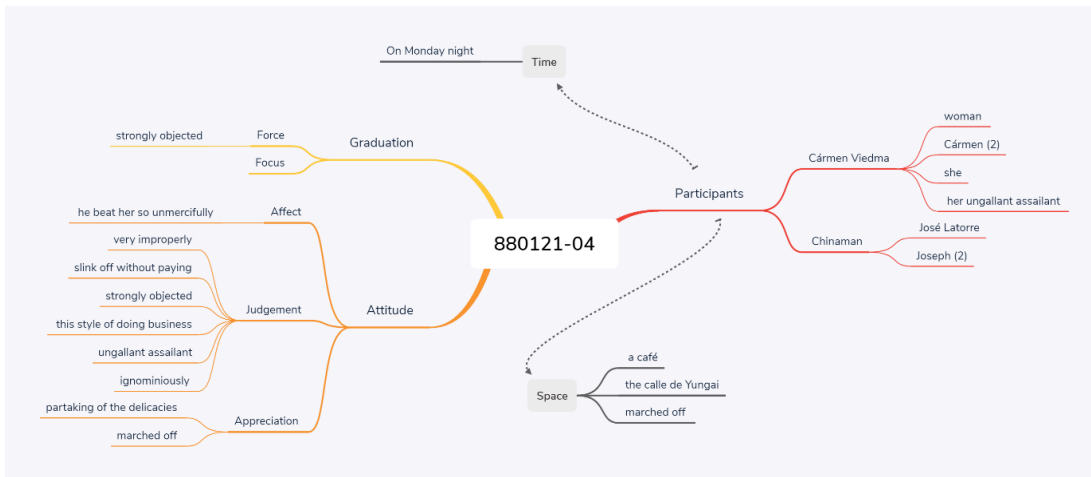 On Monday night
Time
strongly objected
Force
Graduation
Focus
he beat her so unmercifully
Affect
very improperly
slink off without paying
strongly objected
this style of doing business
ungallant assailant
ignominiously
Judgement
Attitude
partaking of the delicacies
marched off
Appreciation
880121-04
Participants
Cármen Viedma
woman
Cármen (2)
she
her ungallant assailant
Chinaman
José Latorre
Joseph (2)
Space
a café
the calle de Yungai
marched off